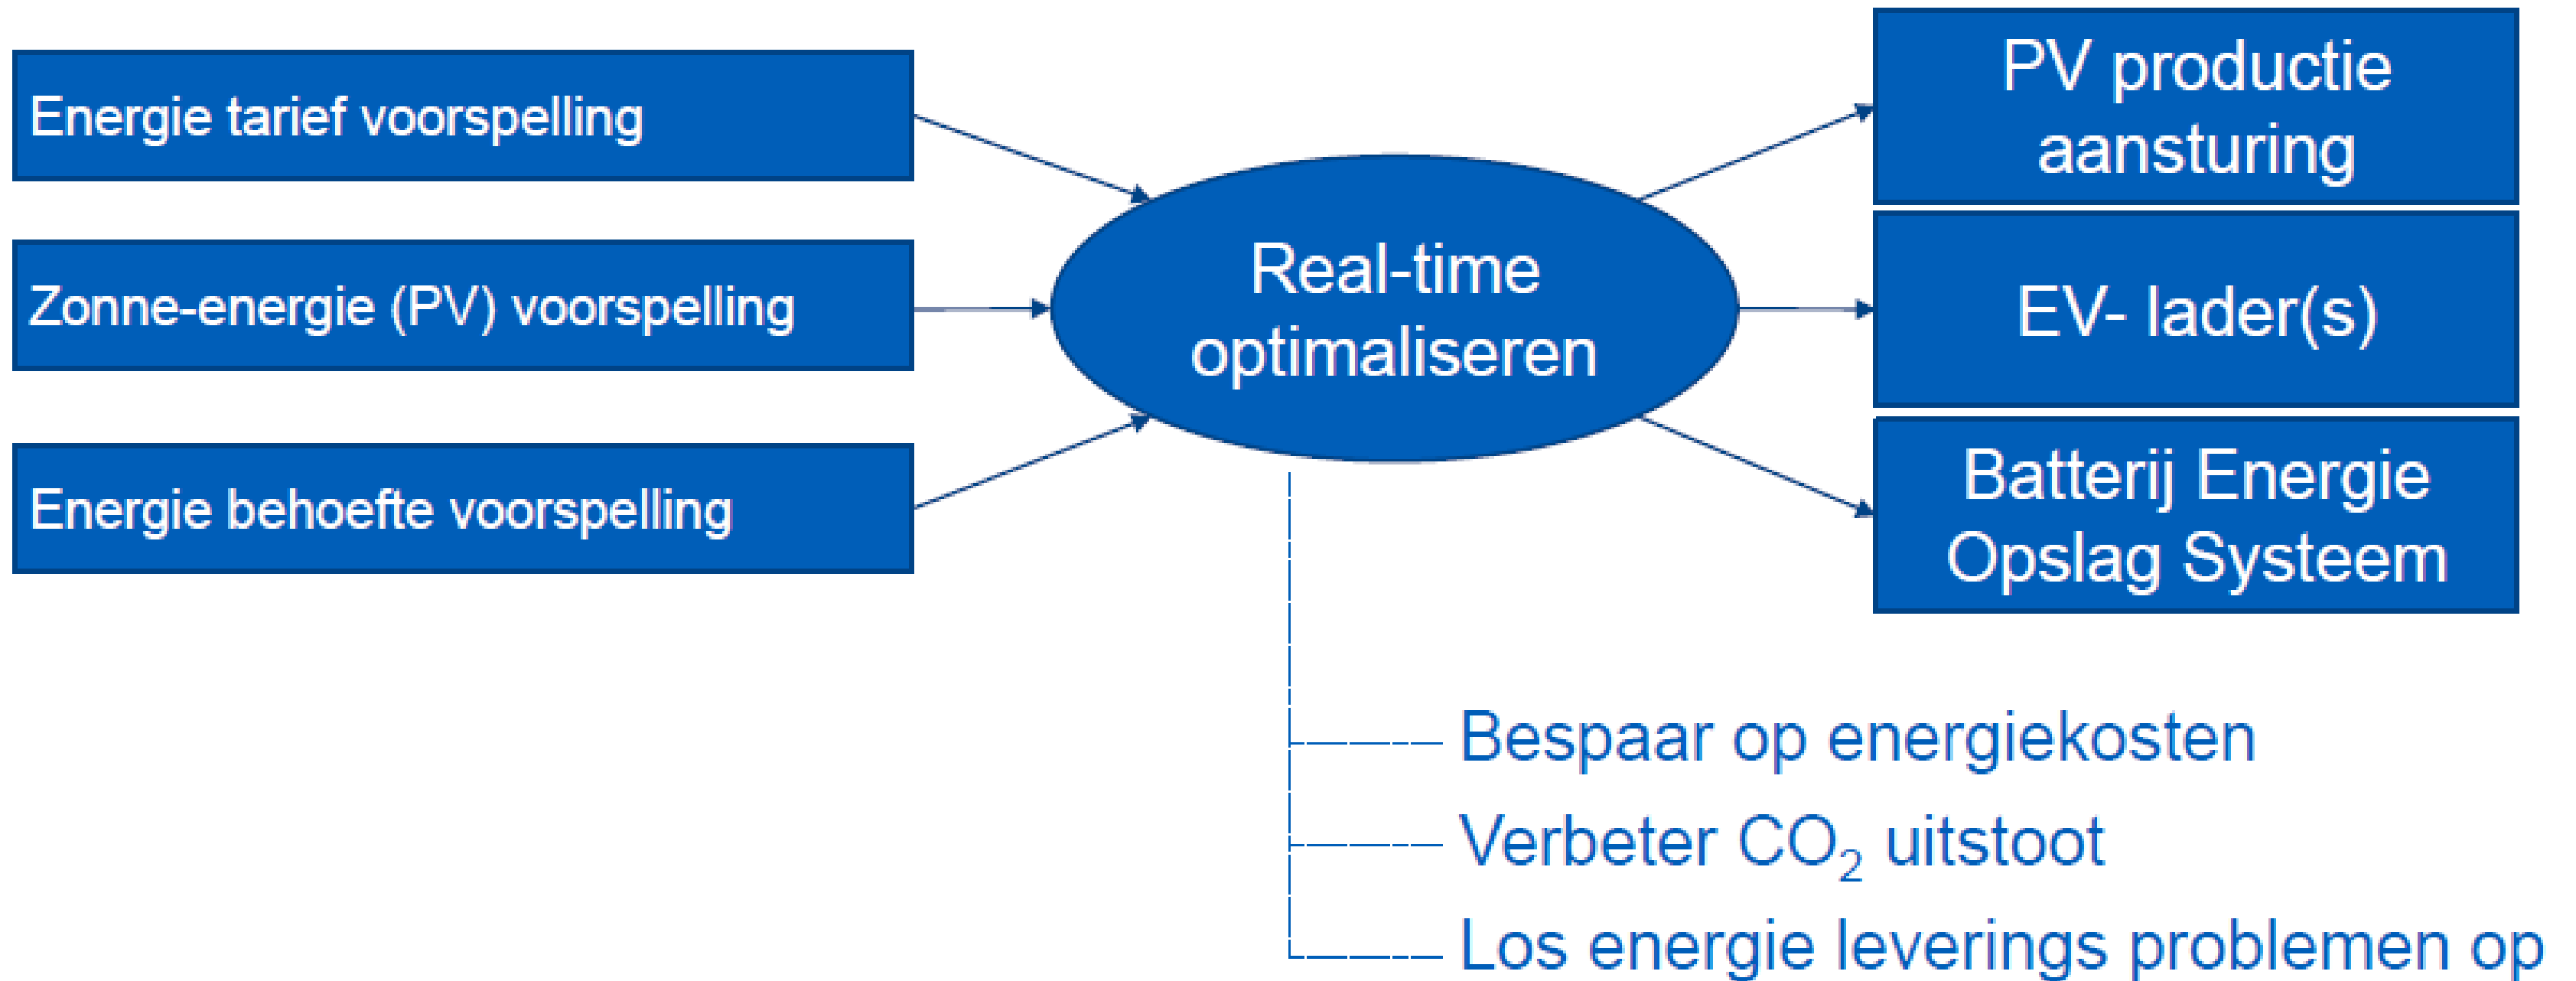 Energie tarief voorspelling
Zonne-energie (PV) voorspelling
Energie behoefte voorspelling
Real-time
optimaliseren
PV productie
aansturing
EV- lader(s)
Batterij Energie
Opslag Systeem
Bespaar op energiekosten
Verbeter CO₂ uitstoot
Los energie leverings problemen op